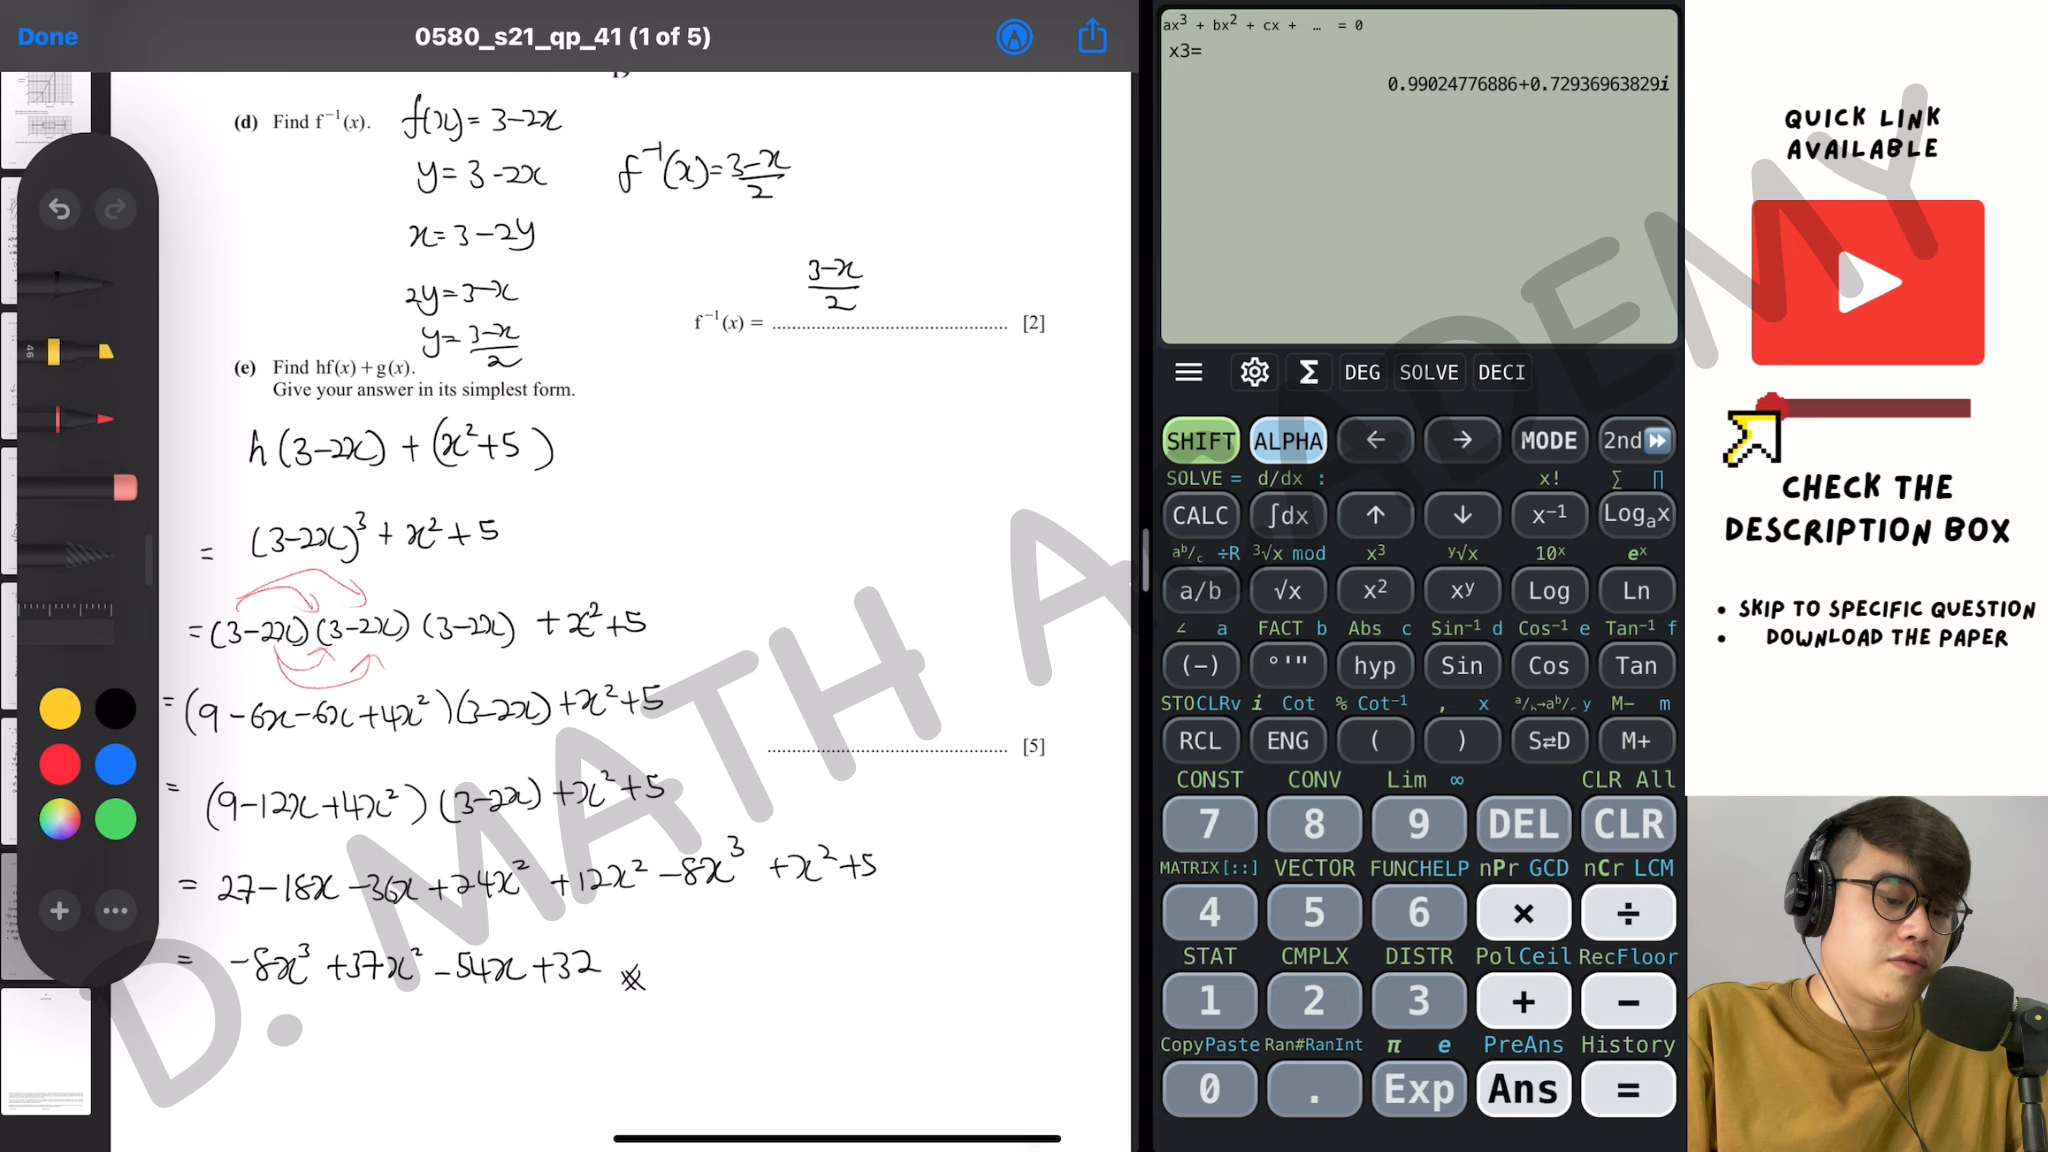 Done
0580_s21_qp_41 (1 of 5)
19
(d) Find f⁻¹(x).
f(x) = 3-2x
y = 3-2x
x = 3-2y
2y = 3-x
y = 3-x/2
f⁻¹(x) = 3-x/2
3-x/2
f⁻¹(x) = .......................................... [2]
(e) Find hf(x)+g(x).
Give your answer in its simplest form.
h(3-2x) + (x²+5)
= (3-2x)³ + x² + 5
= (3-2x)(3-2x)(3-2x) + x²+5
= (9-6x-6x+4x²)(3-2x)+x²+5
.......................................... [5]
= (9-12x+4x²)(3-2x)+x²+5
= 27-18x-36x+24x²+12x²-8x³+x²+5
= -8x³+37x²-54x+32
46
D. MATH ACADEMY
ax³ + bx² + cx + … = 0
x3=
0.99024776886+0.72936963829i
Σ DEG SOLVE DECI
SHIFT ALPHA ← → MODE 2nd
SOLVE = d/dx : x! ∑ ∏
CALC ∫dx ↑ ↓ x⁻¹ Logₐx
aᵇ/c ÷R ³√x mod x³ ʸ√x 10ˣ eˣ
a/b √x x² xʸ Log Ln
∠ a FACT b Abs c Sin⁻¹ d Cos⁻¹ e Tan⁻¹ f
(−) °'" hyp Sin Cos Tan
STO CLRv i Cot % Cot⁻¹ , x y M− m
RCL ENG ( ) S⇄D M+
CONST CONV Lim ∞ CLR All
7 8 9 DEL CLR
MATRIX [::] VECTOR FUNC HELP nPr GCD nCr LCM
4 5 6 × ÷
STAT CMPLX DISTR Pol Ceil Rec Floor
1 2 3 + −
Copy Paste Ran# RanInt π e PreAns History
0 . Exp Ans =
QUICK LINK
AVAILABLE
CHECK THE
DESCRIPTION BOX
• SKIP TO SPECIFIC QUESTION
• DOWNLOAD THE PAPER